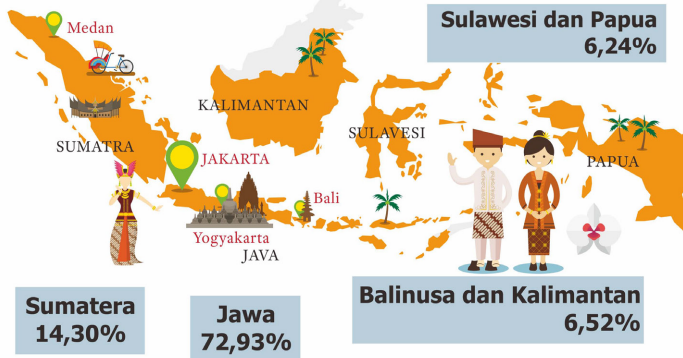 Sulawesi dan Papua
6,24%
Medan
KALIMANTAN
SULAVESI
SUMATRA
JAKARTA
PAPUA
Bali
Yogyakarta
JAVA
Sumatera
14,30%
Jawa
72,93%
Balinusa dan Kalimantan
6,52%